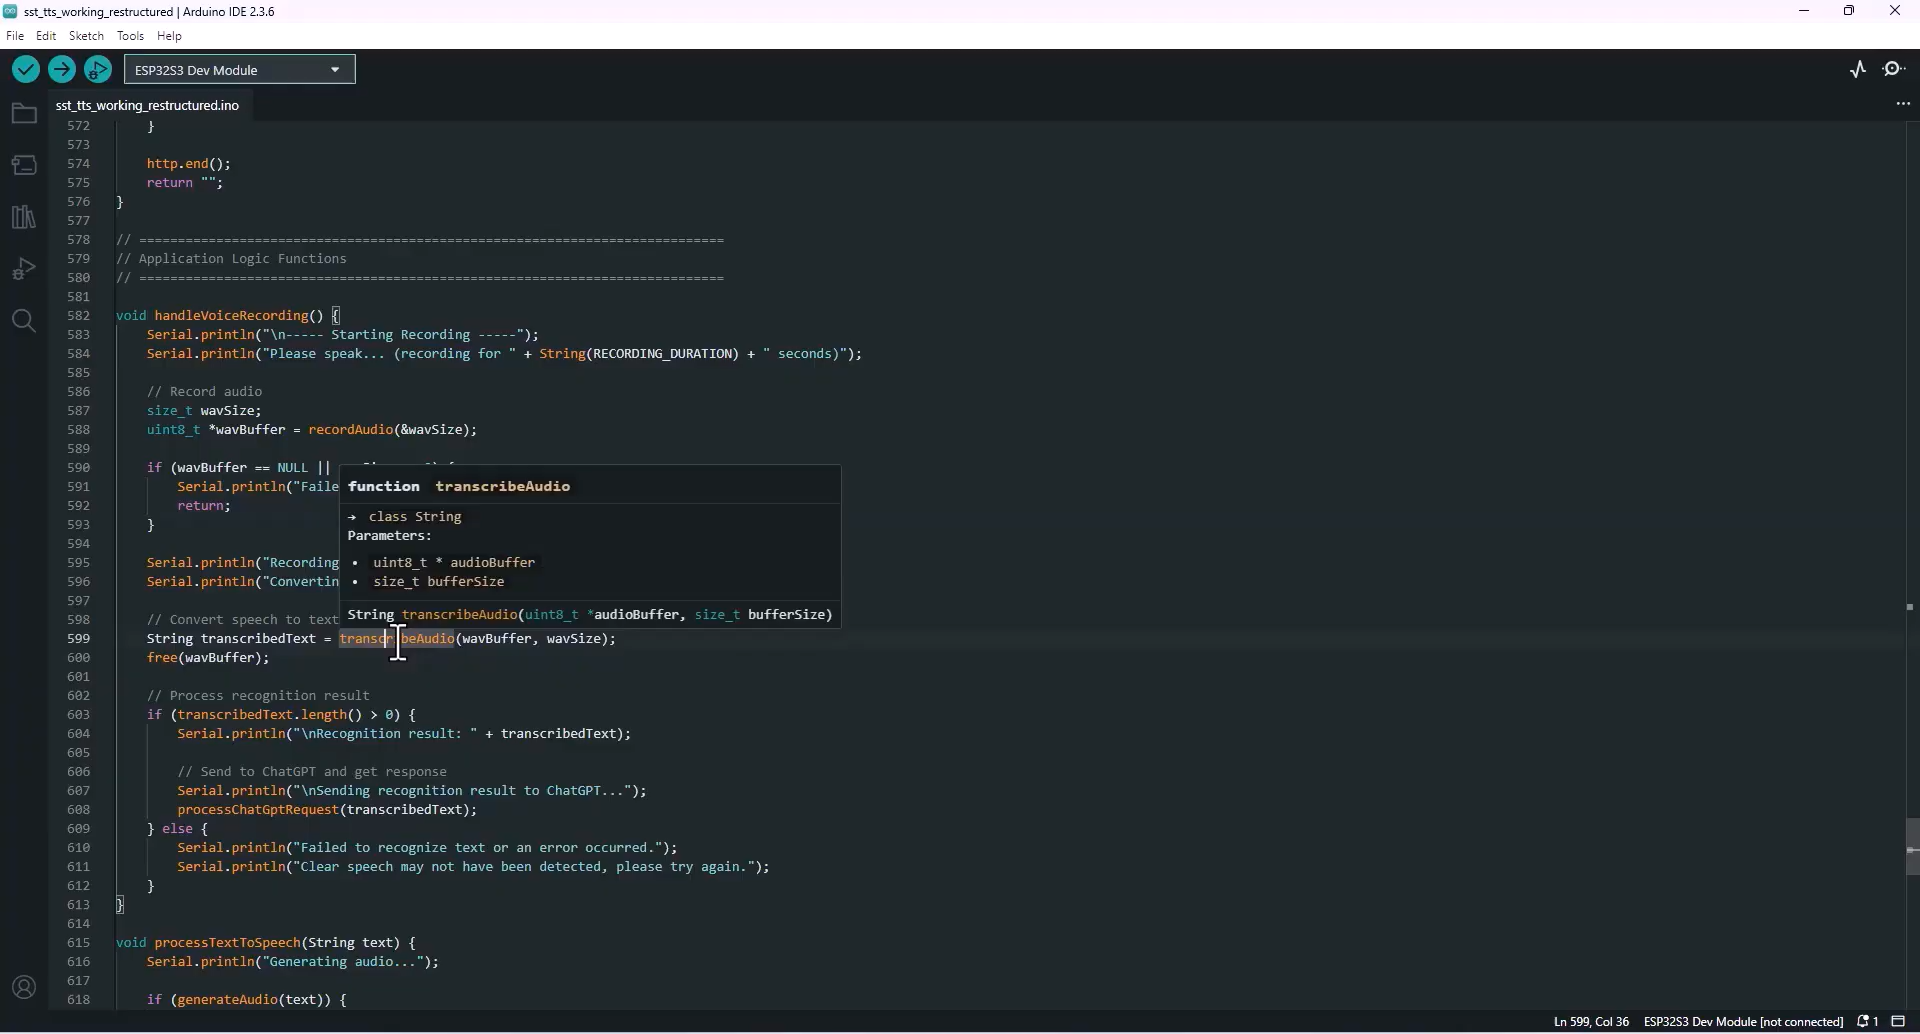 sst_tts_working_restructured | Arduino IDE 2.3.6
File Edit Sketch Tools Help
ESP32S3 Dev Module
sst_tts_working_restructured.ino
572 }
573
574 http.end();
575 return "";
576 }
577
578 // ============================================================================
579 // Application Logic Functions
580 // ============================================================================
581
582 void handleVoiceRecording() {
583 Serial.println("\n----- Starting Recording -----");
584 Serial.println("Please speak... (recording for " + String(RECORDING_DURATION) + " seconds)");
585
586 // Record audio
587 size_t wavSize;
588 uint8_t *wavBuffer = recordAudio(&wavSize);
589
590 if (wavBuffer == NULL ||
591 Serial.println("Faile
592 return;
593 }
594
595 Serial.println("Recording
596 Serial.println("Convertin
597
598 // Convert speech to text
function transcribeAudio
→ class String
Parameters:
• uint8_t * audioBuffer
• size_t bufferSize
String transcribeAudio(uint8_t *audioBuffer, size_t bufferSize)
599 String transcribedText = transcribeAudio(wavBuffer, wavSize);
600 free(wavBuffer);
601
602 // Process recognition result
603 if (transcribedText.length() > 0) {
604 Serial.println("\nRecognition result: " + transcribedText);
605
606 // Send to ChatGPT and get response
607 Serial.println("\nSending recognition result to ChatGPT...");
608 processChatGptRequest(transcribedText);
609 } else {
610 Serial.println("Failed to recognize text or an error occurred.");
611 Serial.println("Clear speech may not have been detected, please try again.");
612 }
613 }
614
615 void processTextToSpeech(String text) {
616 Serial.println("Generating audio...");
617
618 if (generateAudio(text)) {
Ln 599, Col 36 ESP32S3 Dev Module [not connected] 1